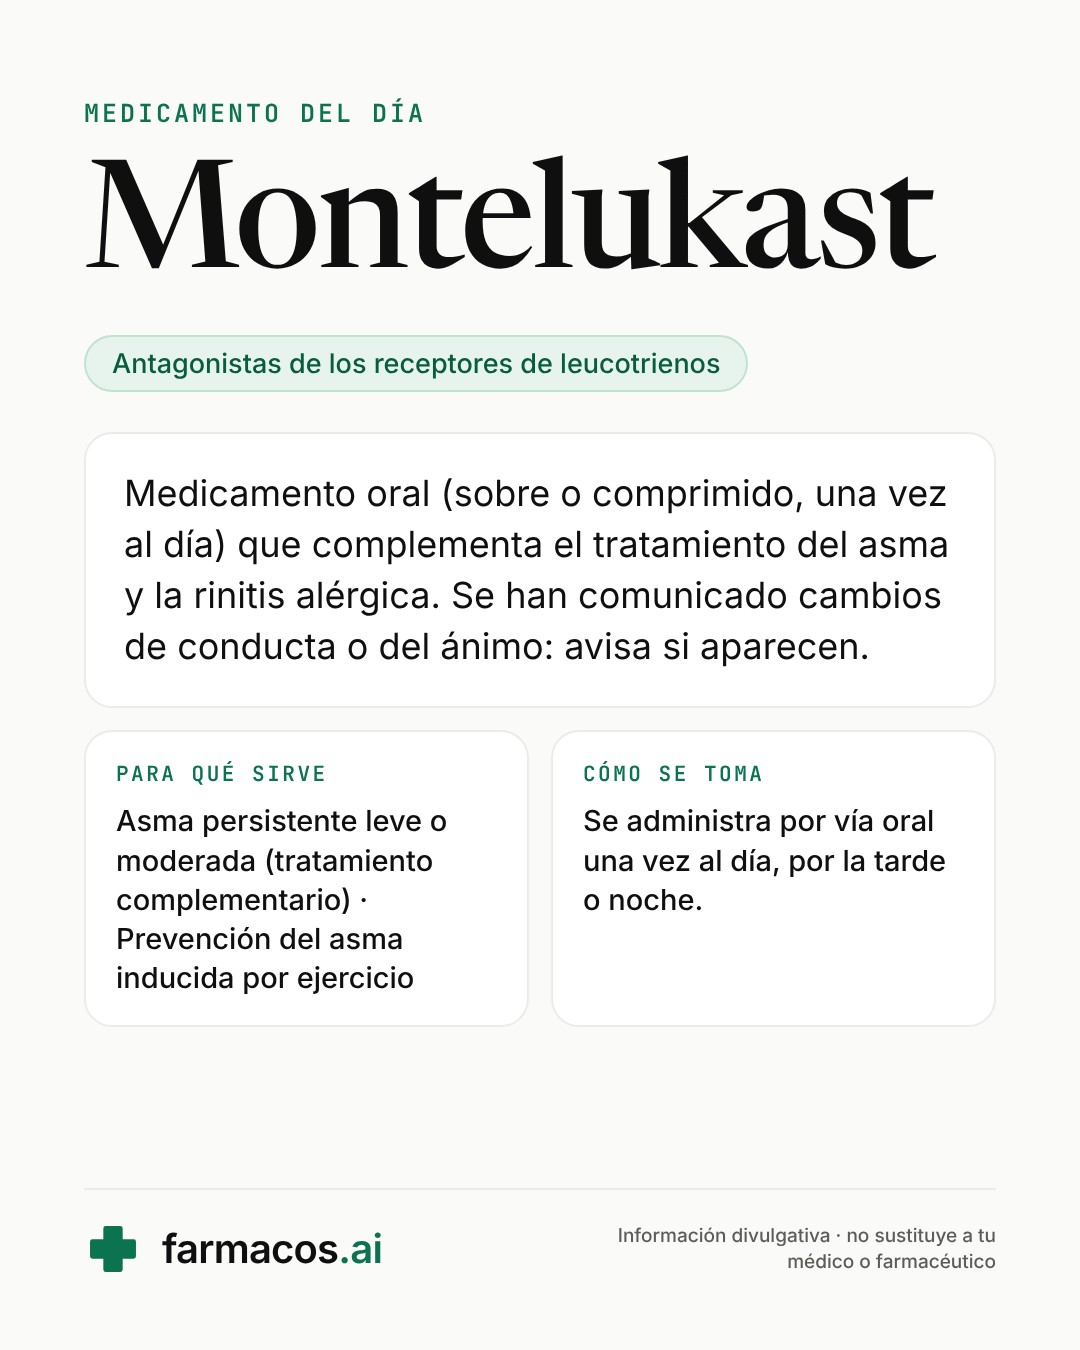 MEDICAMENTO DEL DÍA
Montelukast
Antagonistas de los receptores de leucotrienos
Medicamento oral (sobre o comprimido, una vez
al día) que complementa el tratamiento del asma
y la rinitis alérgica. Se han comunicado cambios
de conducta o del ánimo: avisa si aparecen.
PARA QUÉ SIRVE
Asma persistente leve o
moderada (tratamiento
complementario) ·
Prevención del asma
inducida por ejercicio
CÓMO SE TOMA
Se administra por vía oral
una vez al día, por la tarde
o noche.
farmacos.ai
Información divulgativa · no sustituye a tu
médico o farmacéutico